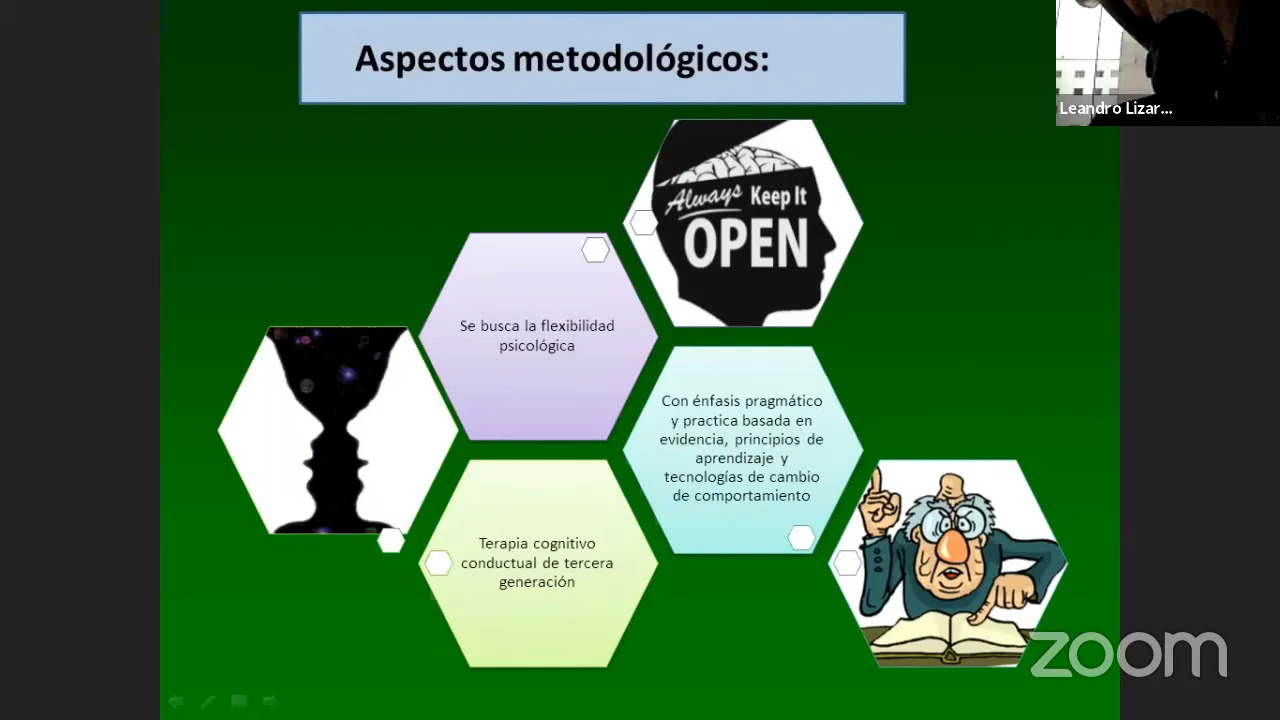 Aspectos metodológicos:
Leandro Lizar...
Always Keep It
OPEN
Se busca la flexibilidad
psicológica
Con énfasis pragmático
y practica basada en
evidencia, principios de
aprendizaje y
tecnologías de cambio
de comportamiento
Terapia cognitivo
conductual de tercera
generación
zoom